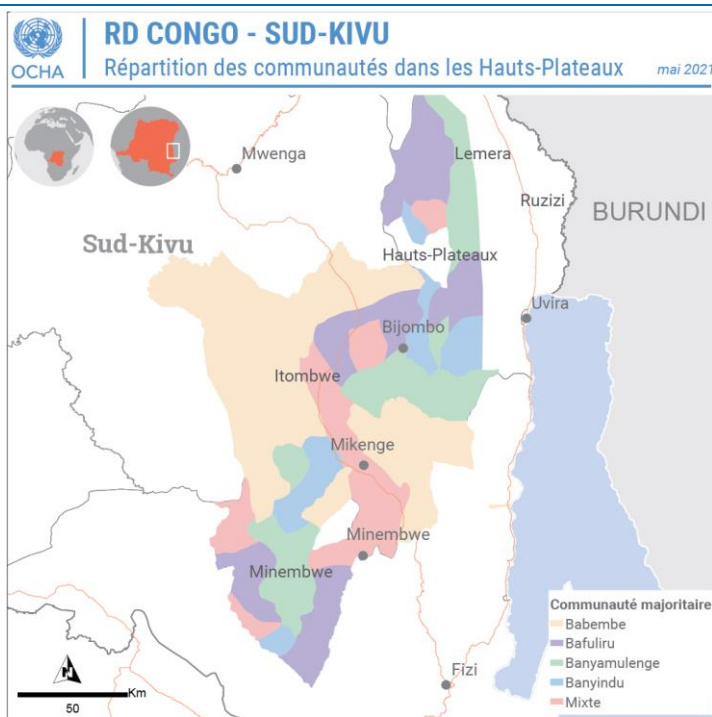 OCHA
RD CONGO - SUD-KIVU
Répartition des communautés dans les Hauts-Plateaux
mai 2021
Mwenga
Lemera
Ruzizi
BURUNDI
Sud-Kivu
Hauts-Plateaux
Uvira
Bijombo
Itombwe
Mikenge
Minembwe
Minembwe
Fizi
Communauté majoritaire
Babembe
Bafuliru
Banyamulenge
Banyindu
Mixte
N
Km
50